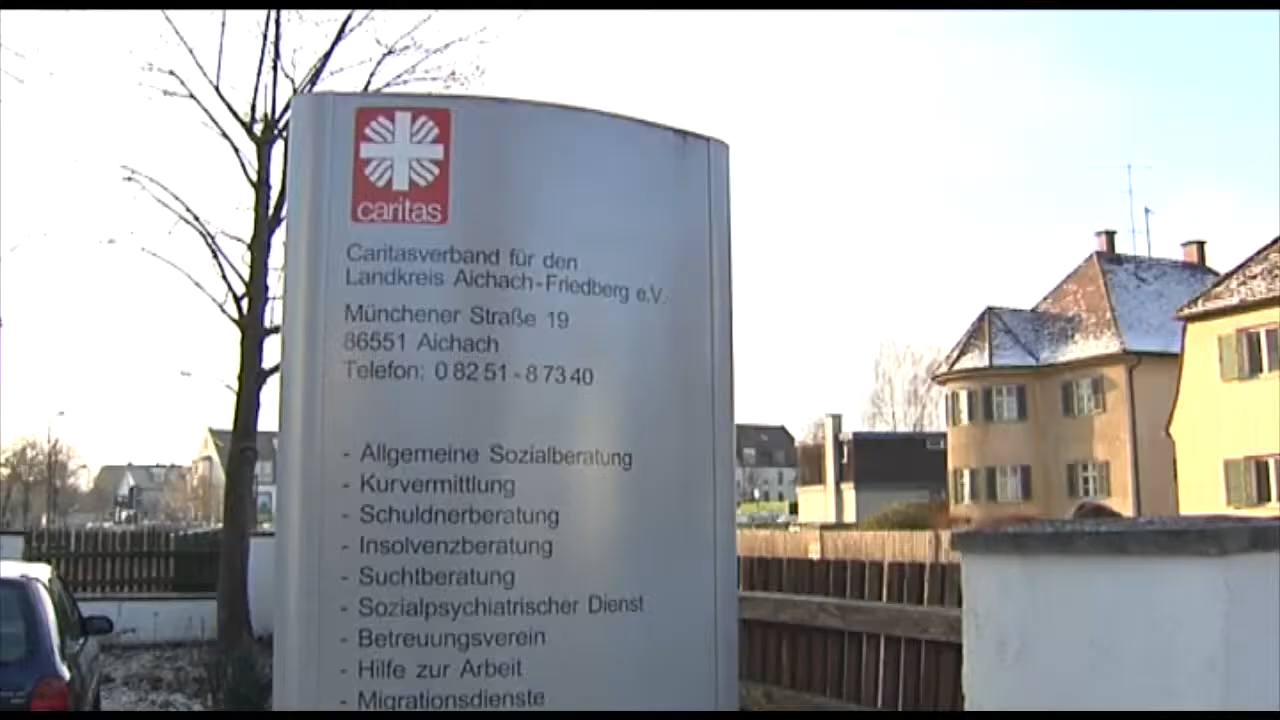 caritas
Caritasverband für den
Landkreis Aichach-Friedberg e.V.
Münchener Straße 19
86551 Aichach
Telefon: 0 82 51 - 8 73 40
- Allgemeine Sozialberatung
- Kurvermittlung
- Schuldnerberatung
- Insolvenzberatung
- Suchtberatung
- Sozialpsychiatrischer Dienst
- Betreuungsverein
- Hilfe zur Arbeit
- Migrationsdienste